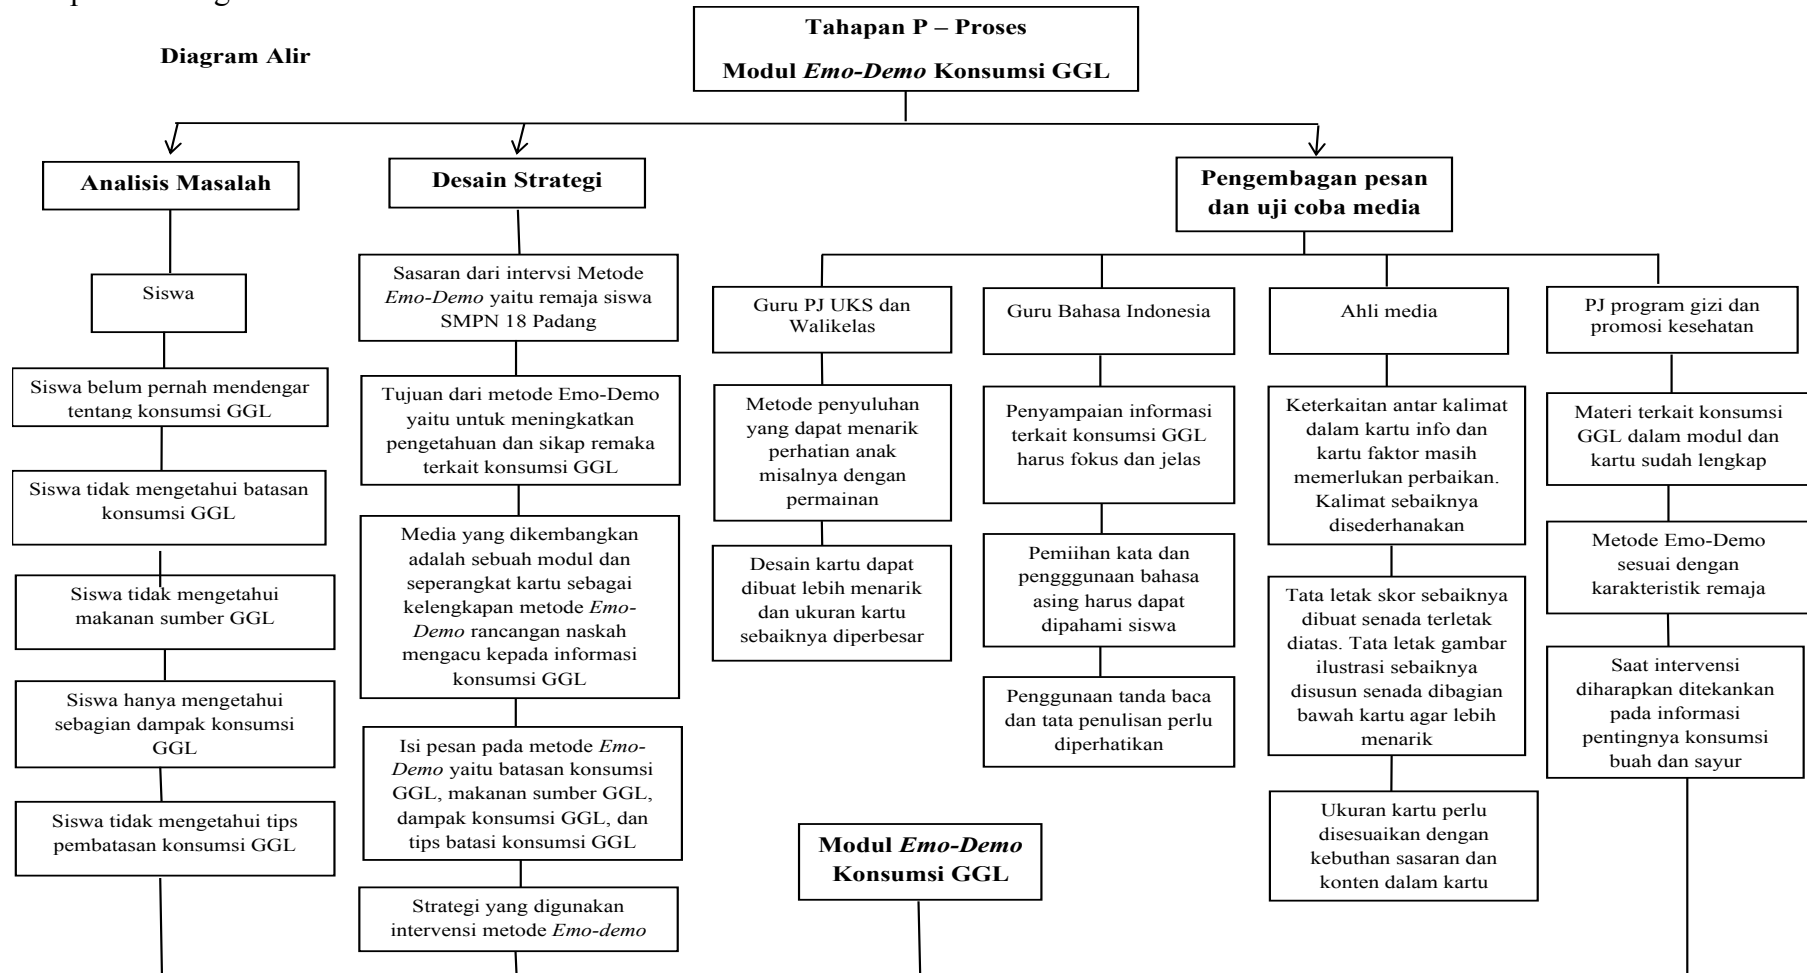 Diagram Alir
Tahapan P – Proses
Modul Emo-Demo Konsumsi GGL
Analisis Masalah
Siswa
Siswa belum pernah mendengar
tentang konsumsi GGL
Siswa tidak mengetahui batasan
konsumsi GGL
Siswa tidak mengetahui
makanan sumber GGL
Siswa hanya mengetahui
sebagian dampak konsumsi
GGL
Siswa tidak mengetahui tips
pembatasan konsumsi GGL
Desain Strategi
Sasaran dari intervsi Metode
Emo-Demo yaitu remaja siswa
SMPN 18 Padang
Tujuan dari metode Emo-Demo
yaitu untuk meningkatkan
pengetahuan dan sikap remaka
terkait konsumsi GGL
Media yang dikembangkan
adalah sebuah modul dan
seperangkat kartu sebagai
kelengkapan metode Emo-
Demo rancangan naskah
mengacu kepada informasi
konsumsi GGL
Isi pesan pada metode Emo-
Demo yaitu batasan konsumsi
GGL, makanan sumber GGL,
dampak konsumsi GGL, dan
tips batasi konsumsi GGL
Strategi yang digunakan
intervensi metode Emo-demo
Pengembagan pesan
dan uji coba media
Guru PJ UKS dan
Walikelas
Metode penyuluhan
yang dapat menarik
perhatian anak
misalnya dengan
permainan
Desain kartu dapat
dibuat lebih menarik
dan ukuran kartu
sebaiknya diperbesar
Guru Bahasa Indonesia
Penyampaian informasi
terkait konsumsi GGL
harus fokus dan jelas
Pemiihan kata dan
pengggunaan bahasa
asing harus dapat
dipahami siswa
Penggunaan tanda baca
dan tata penulisan perlu
diperhatikan
Ahli media
Keterkaitan antar kalimat
dalam kartu info dan
kartu faktor masih
memerlukan perbaikan.
Kalimat sebaiknya
disederhanakan
Tata letak skor sebaiknya
dibuat senada terletak
diatas. Tata letak gambar
ilustrasi sebaiknya
disusun senada dibagian
bawah kartu agar lebih
menarik
Ukuran kartu perlu
disesuaikan dengan
kebuthan sasaran dan
konten dalam kartu
PJ program gizi dan
promosi kesehatan
Materi terkait konsumsi
GGL dalam modul dan
kartu sudah lengkap
Metode Emo-Demo
sesuai dengan
karakteristik remaja
Saat intervensi
diharapkan ditekankan
pada informasi
pentingnya konsumsi
buah dan sayur
Modul Emo-Demo
Konsumsi GGL